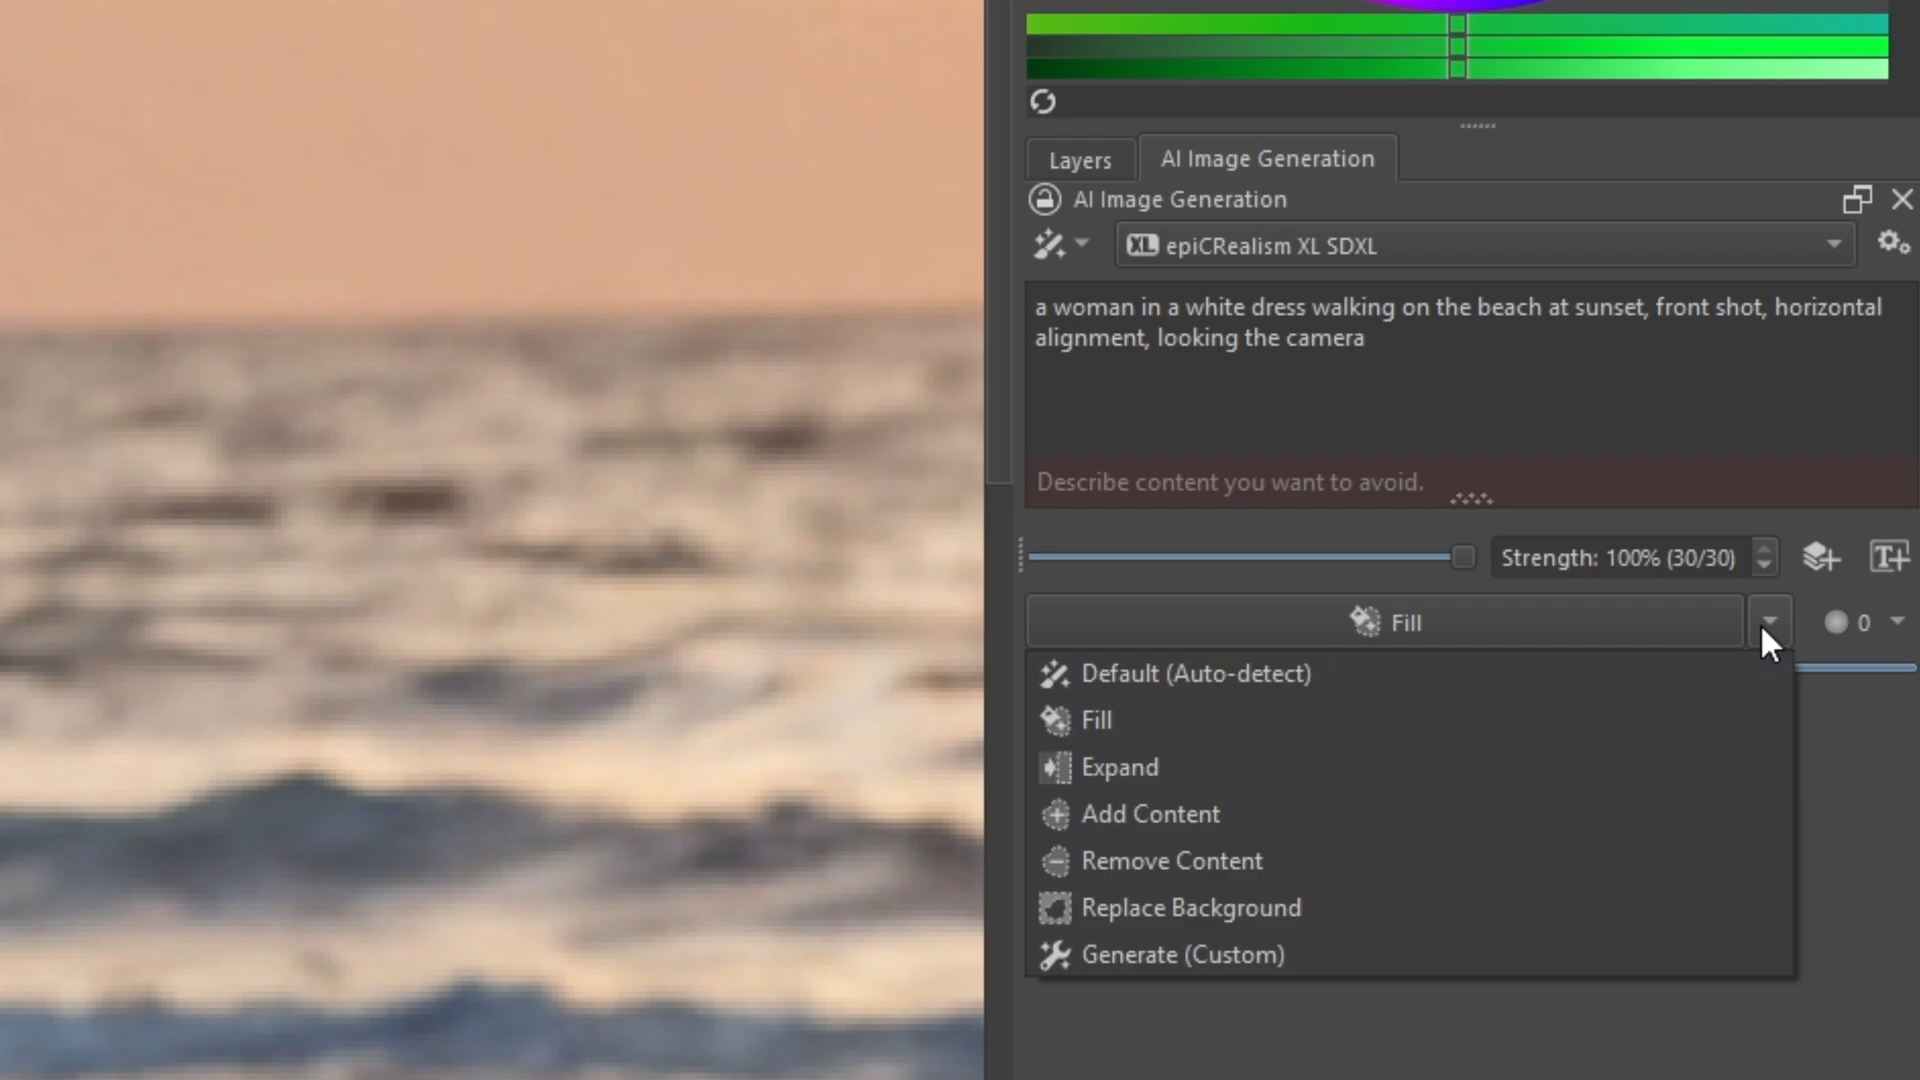 Layers
AI Image Generation
AI Image Generation
XL epiCRealism XL SDXL
a woman in a white dress walking on the beach at sunset, front shot, horizontal
alignment, looking the camera
Describe content you want to avoid.
Strength: 100% (30/30)
Fill
0
Default (Auto-detect)
Fill
Expand
Add Content
Remove Content
Replace Background
Generate (Custom)